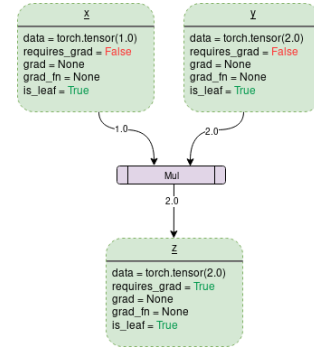 x
data = torch.tensor(1.0)
requires_grad = False
grad = None
grad_fn = None
is_leaf = True
y
data = torch.tensor(2.0)
requires_grad = False
grad = None
grad_fn = None
is_leaf = True
1.0
2.0
Mul
2.0
z
data = torch.tensor(2.0)
requires_grad = True
grad = None
grad_fn = None
is_leaf = True